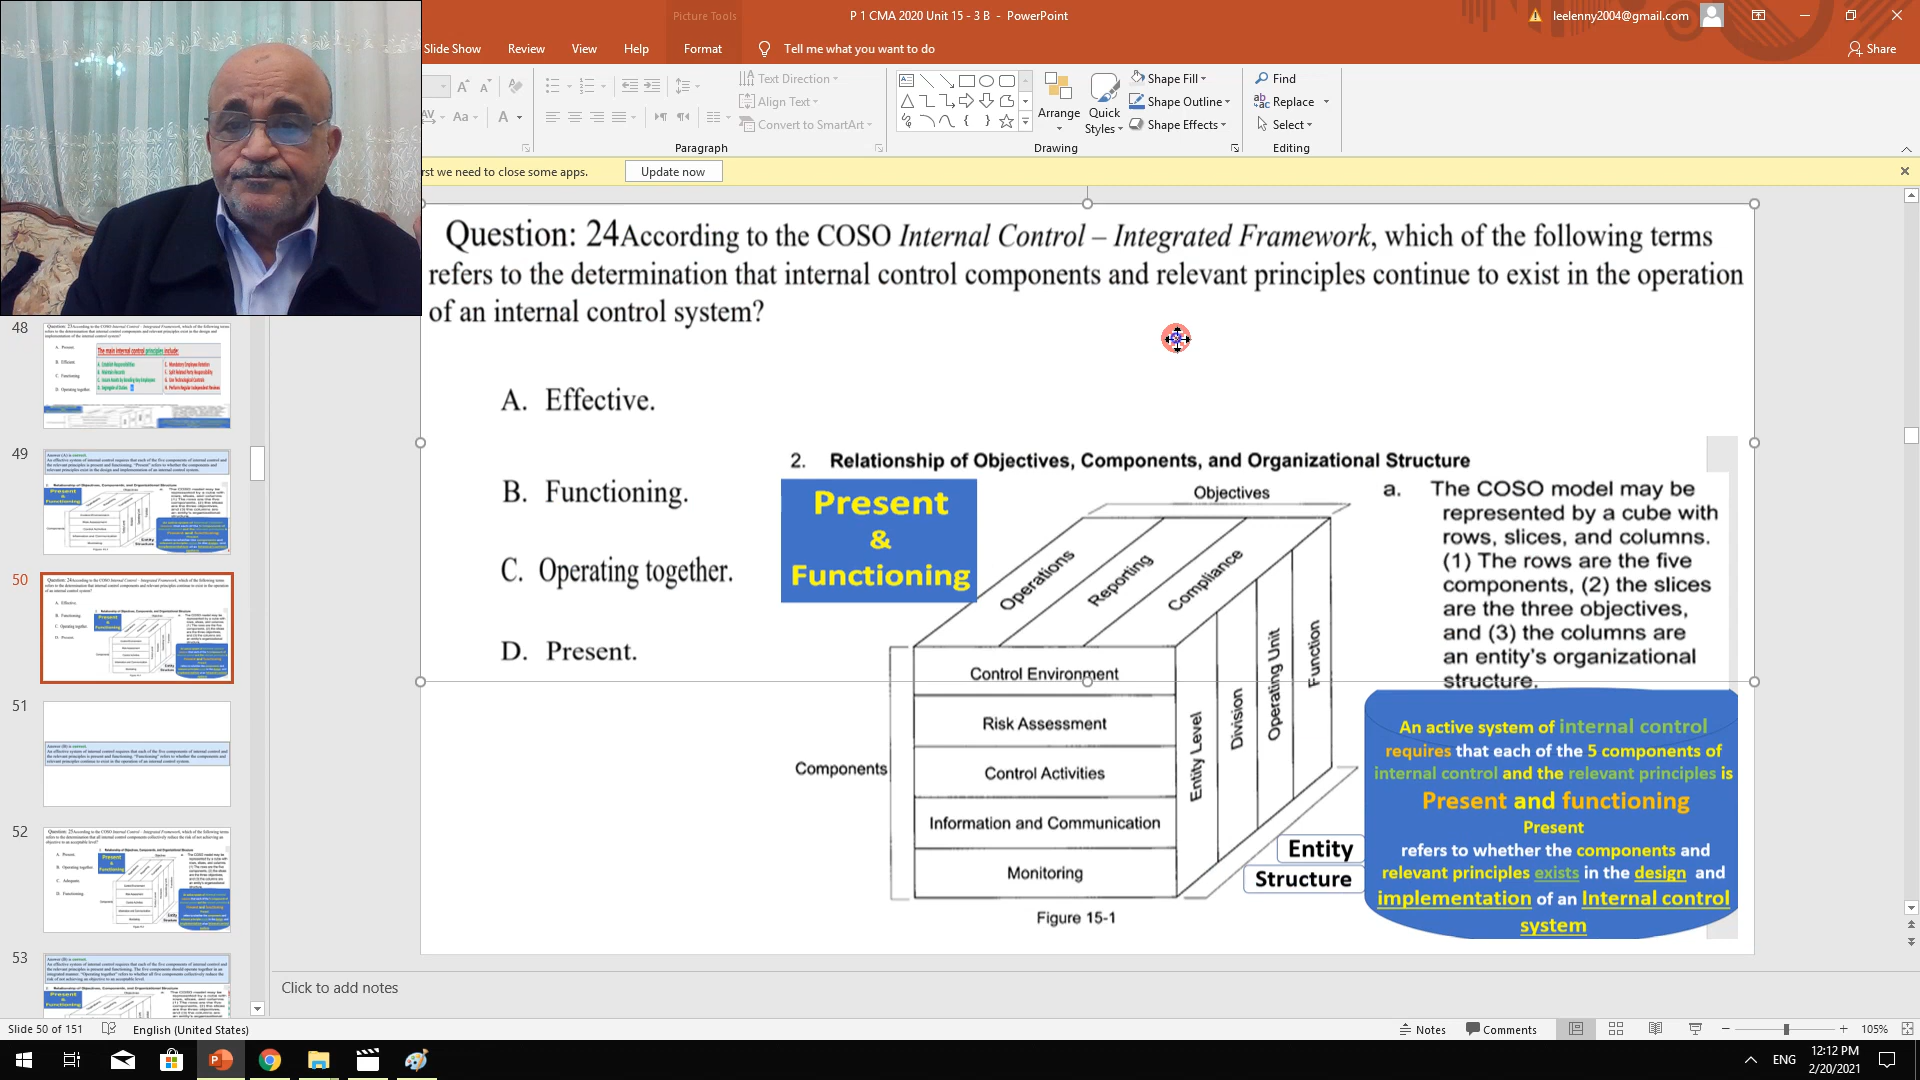 Picture Tools
P 1 CMA 2020 Unit 15 - 3 B - PowerPoint
leelenny2004@gmail.com
Slide Show
Review
View
Help
Format
Tell me what you want to do
Share
Text Direction
Align Text
Convert to SmartArt
Paragraph
Arrange
Quick
Styles
Shape Fill
Shape Outline
Shape Effects
Drawing
Find
Replace
Select
Editing
rst we need to close some apps.
Update now
Question: 24According to the COSO Internal Control – Integrated Framework, which of the following terms
refers to the determination that internal control components and relevant principles continue to exist in the operation
of an internal control system?
A. Effective.
B. Functioning.
C. Operating together.
D. Present.
2. Relationship of Objectives, Components, and Organizational Structure
Present
&
Functioning
Objectives
Operations
Reporting
Compliance
Components
Control Environment
Risk Assessment
Control Activities
Information and Communication
Monitoring
Entity Level
Division
Operating Unit
Function
Figure 15-1
Entity
Structure
a. The COSO model may be
represented by a cube with
rows, slices, and columns.
(1) The rows are the five
components, (2) the slices
are the three objectives,
and (3) the columns are
an entity's organizational
structure.
An active system of internal control
requires that each of the 5 components of
internal control and the relevant principles is
Present and functioning
Present
refers to whether the components and
relevant principles exists in the design and
implementation of an Internal control
system
48
49
50
51
52
53
Click to add notes
Slide 50 of 151
English (United States)
Notes
Comments
105%
ENG
12:12 PM
2/20/2021